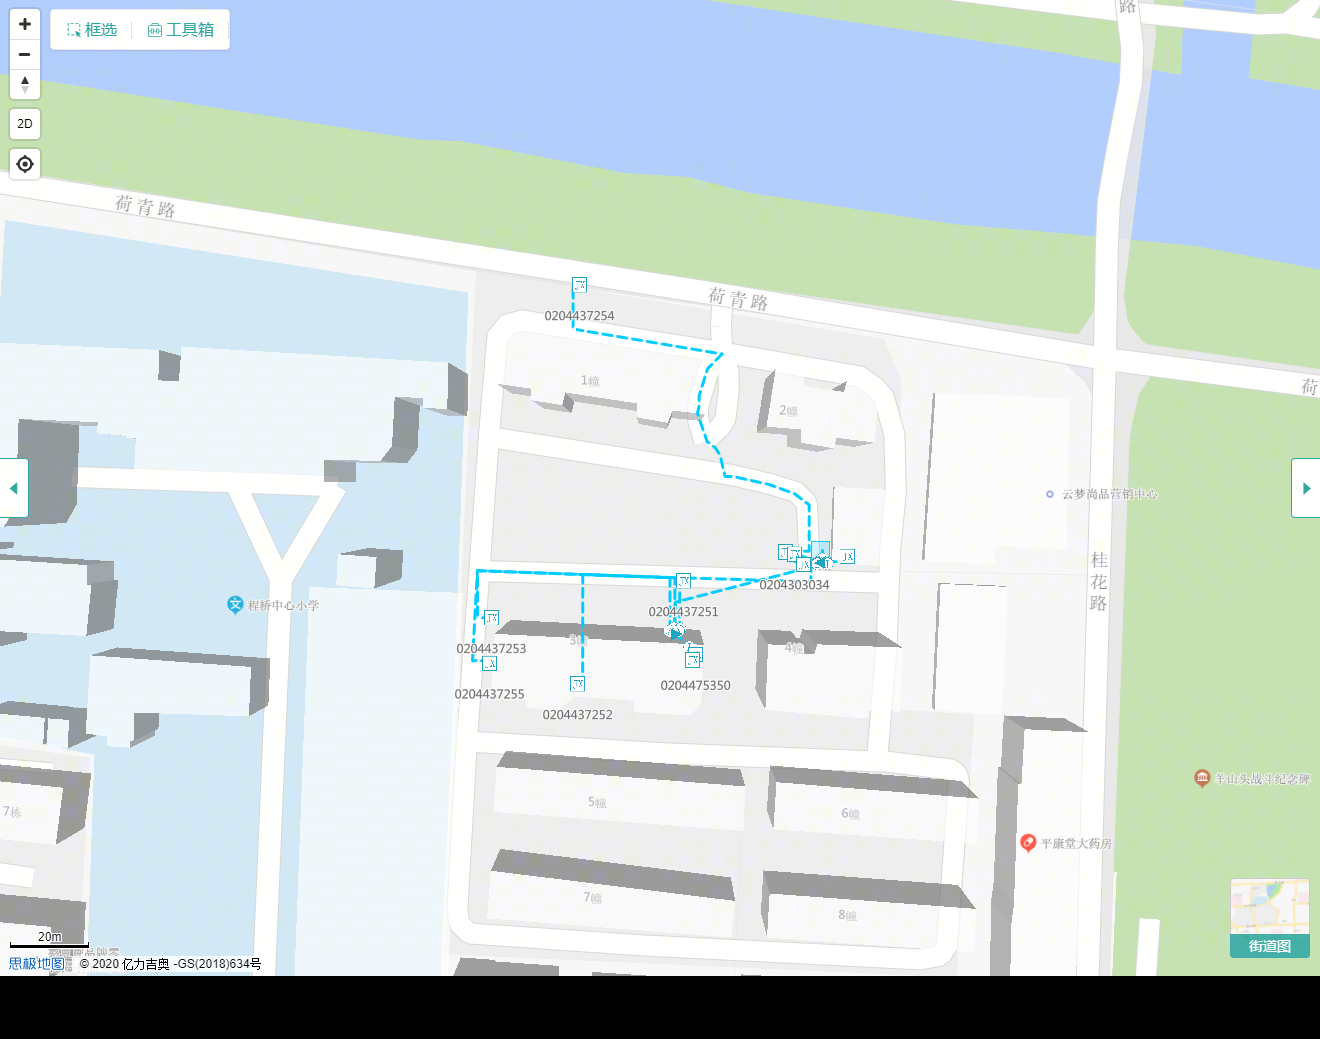 框选 工具箱
路
2D
荷青路
荷青路
0204437254
1幢
2幢
荷
云梦尚品营销中心
桂花路
0204303034
0204437251
程桥中心小学
3幢
4幢
0204437253
0204475350
0204437255
0204437252
羊山头战斗纪念碑
5幢
6幢
7栋
平康堂大药房
7幢
8幢
20m
街道图
思极地图 © 2020 亿力吉奥 -GS(2018)634号